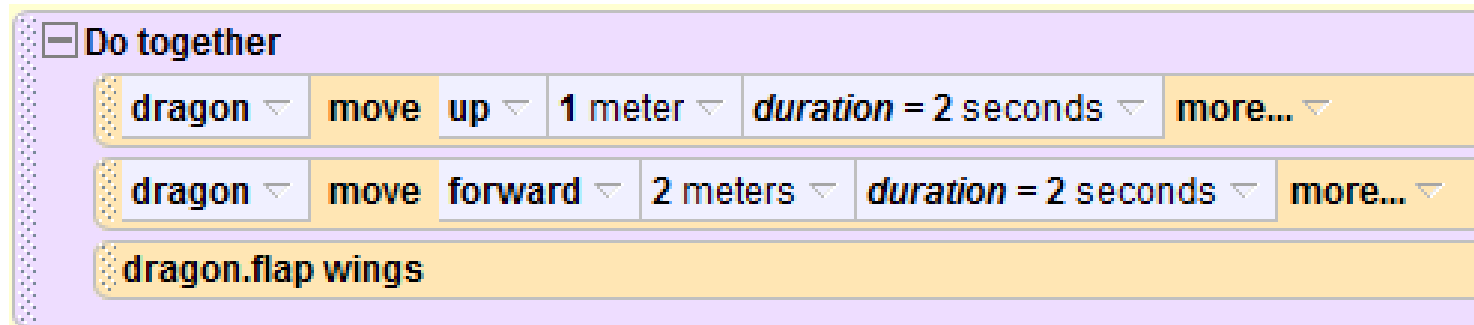 Do together
dragon move up 1 meter duration = 2 seconds more...
dragon move forward 2 meters duration = 2 seconds more...
dragon.flap wings